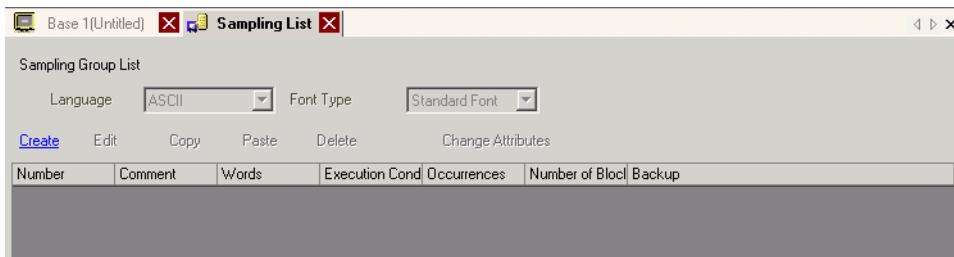 Base 1(Untitled) Sampling List
Sampling Group List
Language ASCII Font Type Standard Font
Create Edit Copy Paste Delete Change Attributes
Number Comment Words Execution Cond Occurrences Number of Blocl Backup